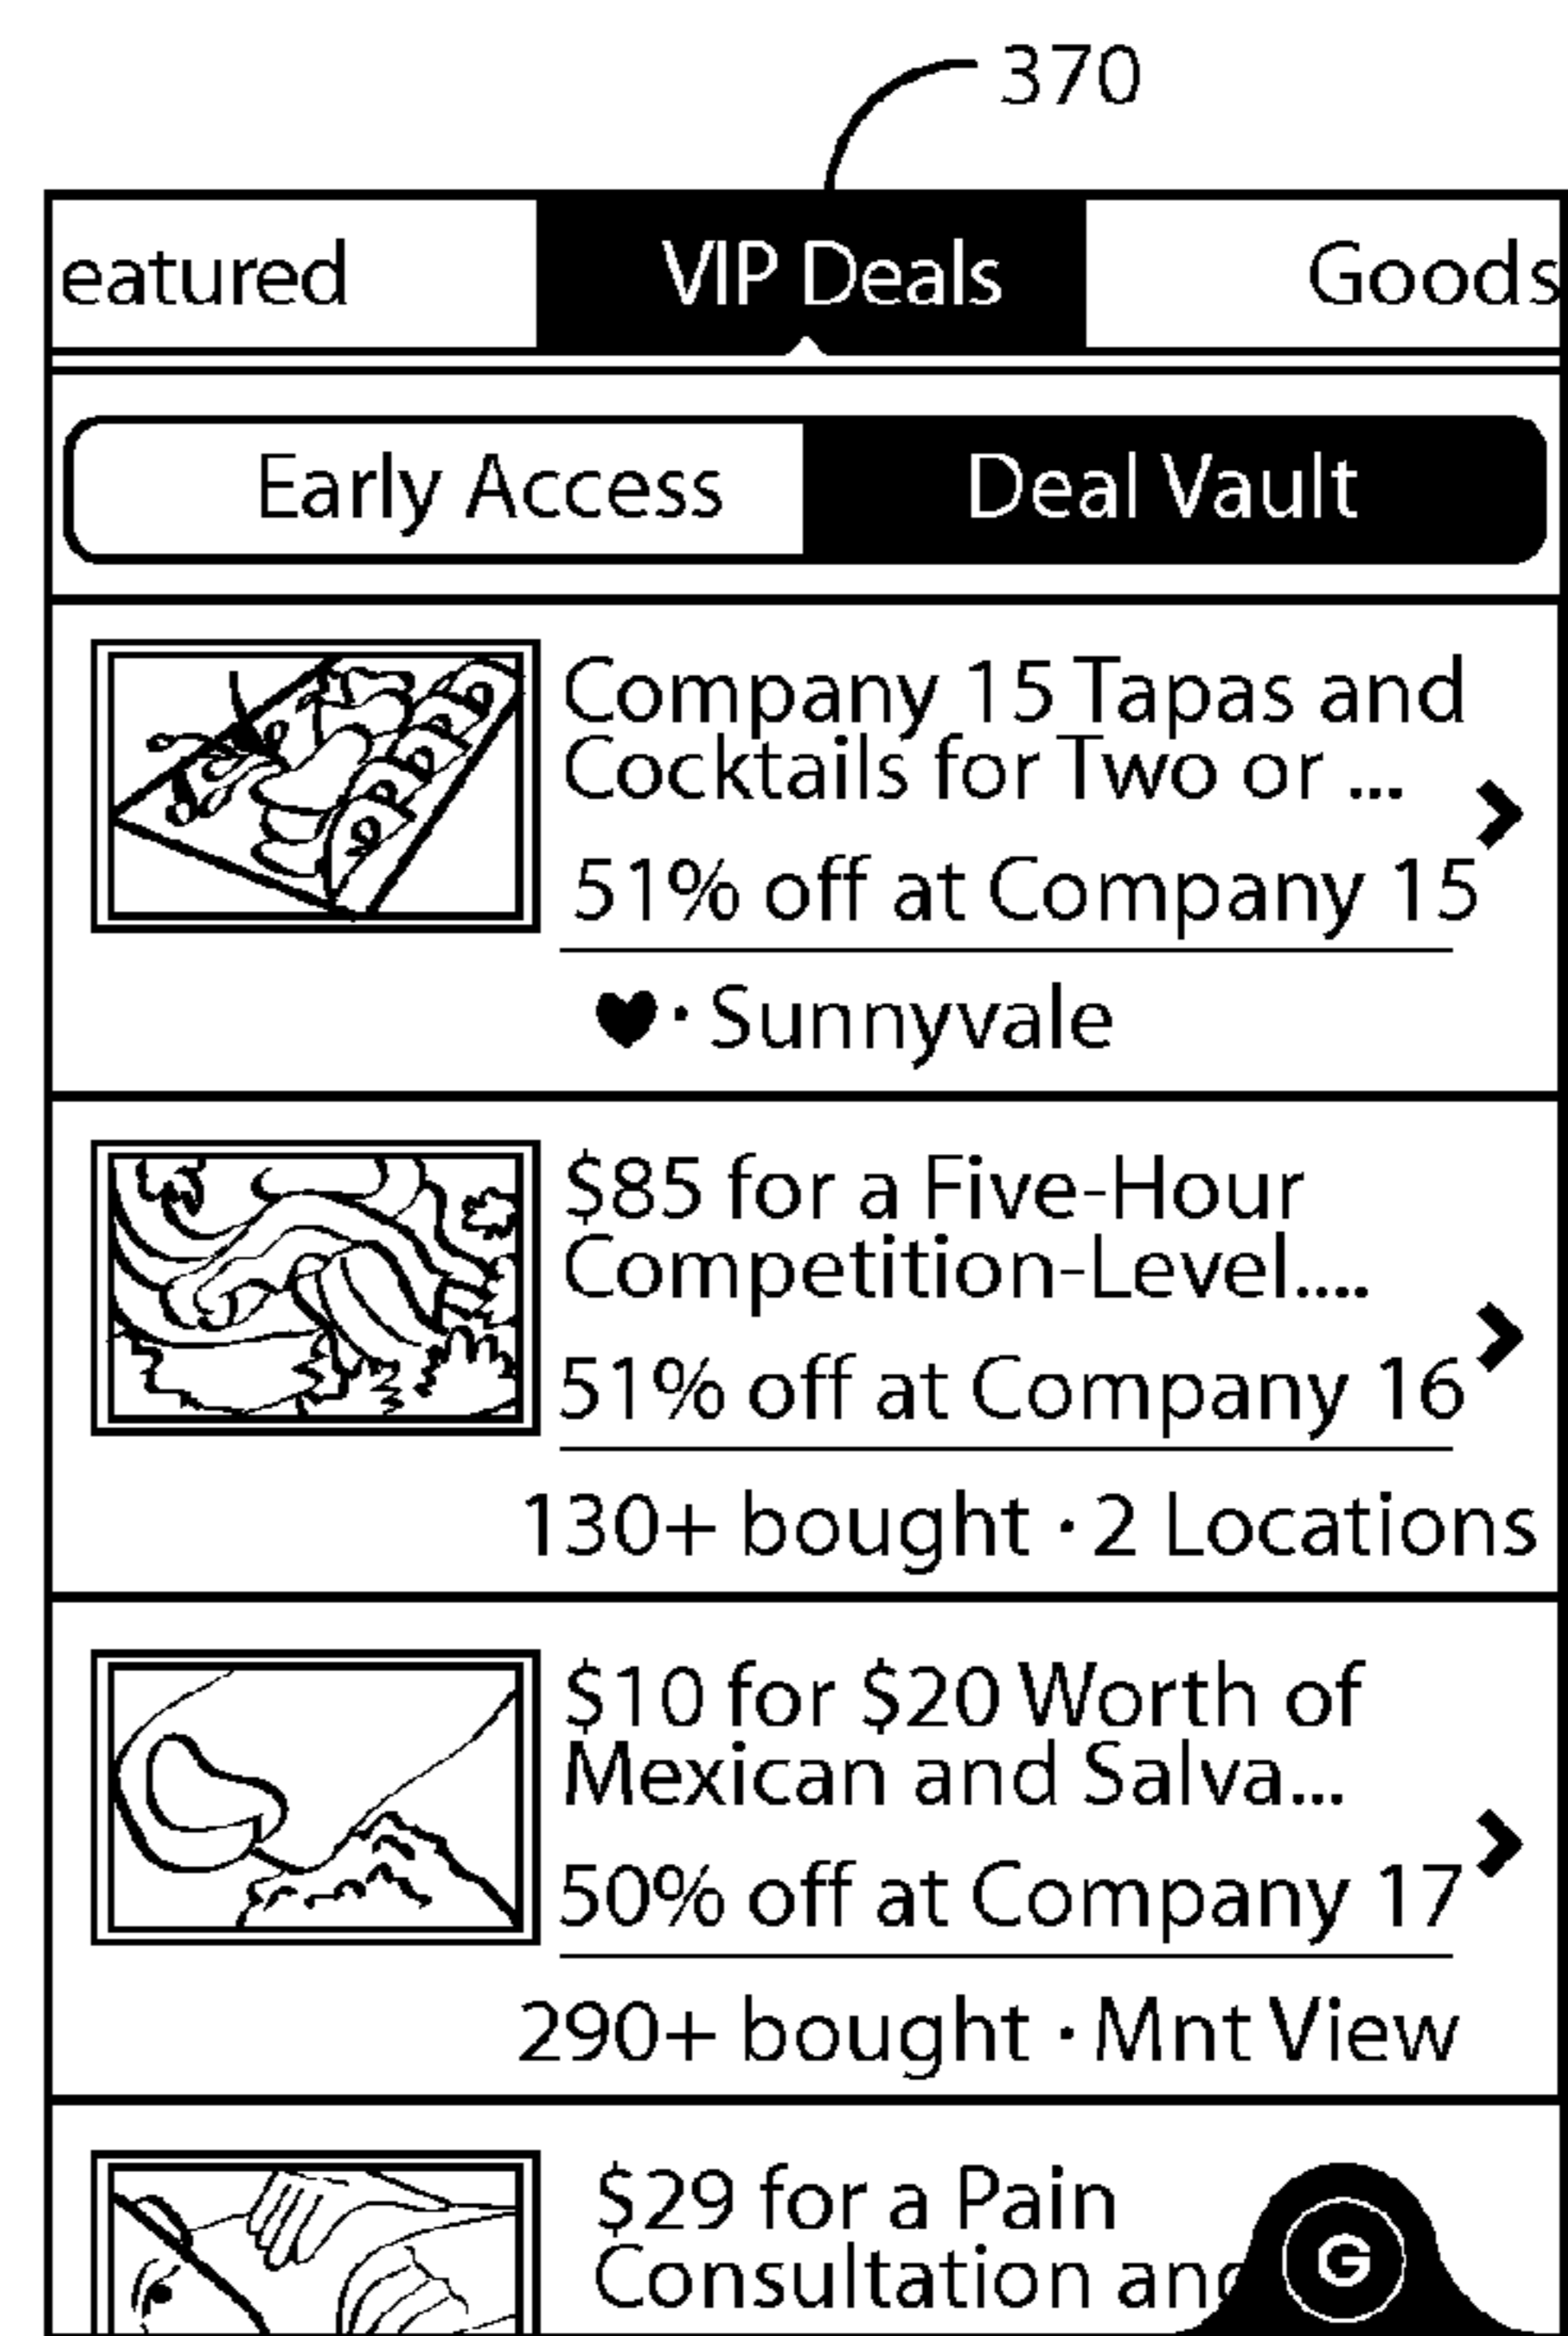 370
eatured VIP Deals Goods
Early Access Deal Vault
Company 15 Tapas and
Cocktails for Two or ...
51% off at Company 15
♥· Sunnyvale
$85 for a Five-Hour
Competition-Level....
51% off at Company 16
130+ bought · 2 Locations
$10 for $20 Worth of
Mexican and Salva...
50% off at Company 17
290+ bought · Mnt View
$29 for a Pain
Consultation and
G